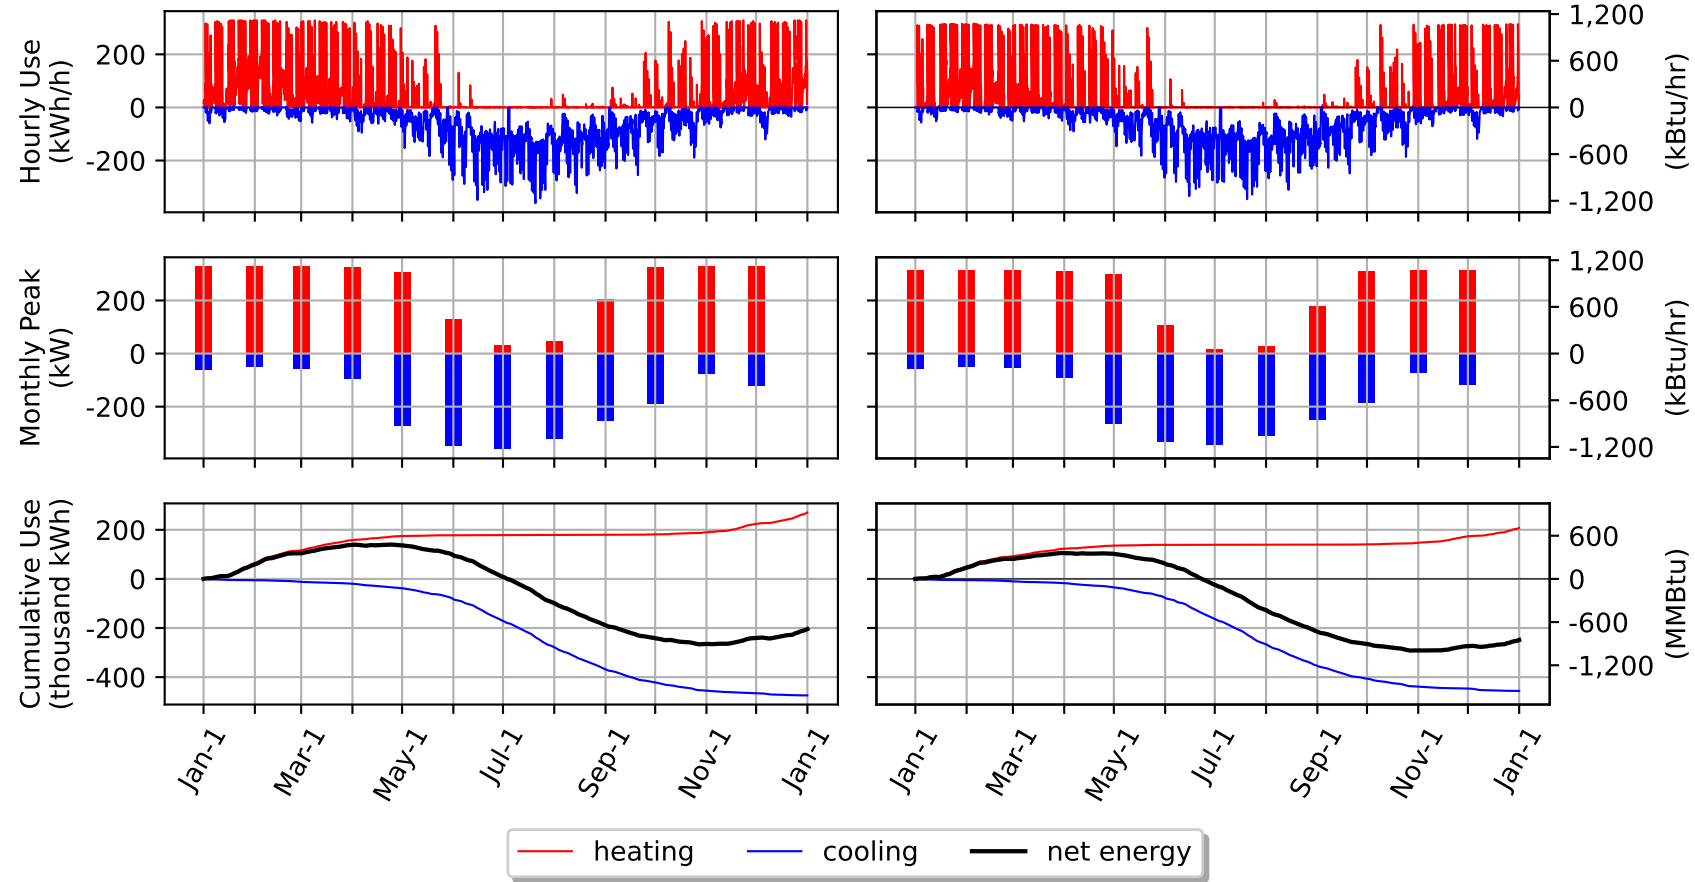 Hourly Use
(kWh/h)
200
0
-200
1,200
600
0
-600
-1,200
(kBtu/hr)
Monthly Peak
(kW)
200
0
-200
1,200
600
0
-600
-1,200
(kBtu/hr)
Cumulative Use
(thousand kWh)
200
0
-200
-400
600
0
-600
-1,200
(MMBtu)
Jan-1 Mar-1 May-1 Jul-1 Sep-1 Nov-1 Jan-1
Jan-1 Mar-1 May-1 Jul-1 Sep-1 Nov-1 Jan-1
heating cooling net energy